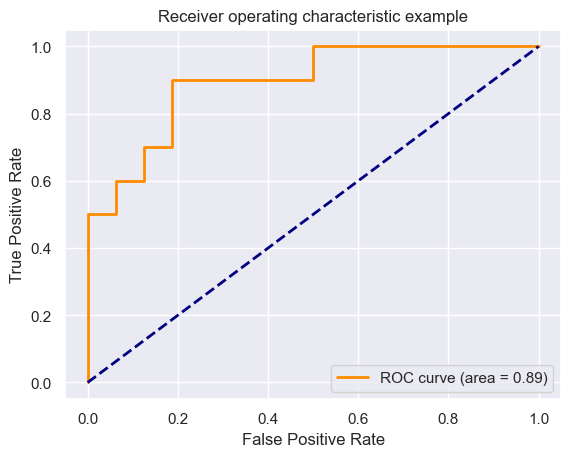 Receiver operating characteristic example
1.0
0.8
0.6
0.4
0.2
0.0
True Positive Rate
ROC curve (area = 0.89)
0.0 0.2 0.4 0.6 0.8 1.0
False Positive Rate